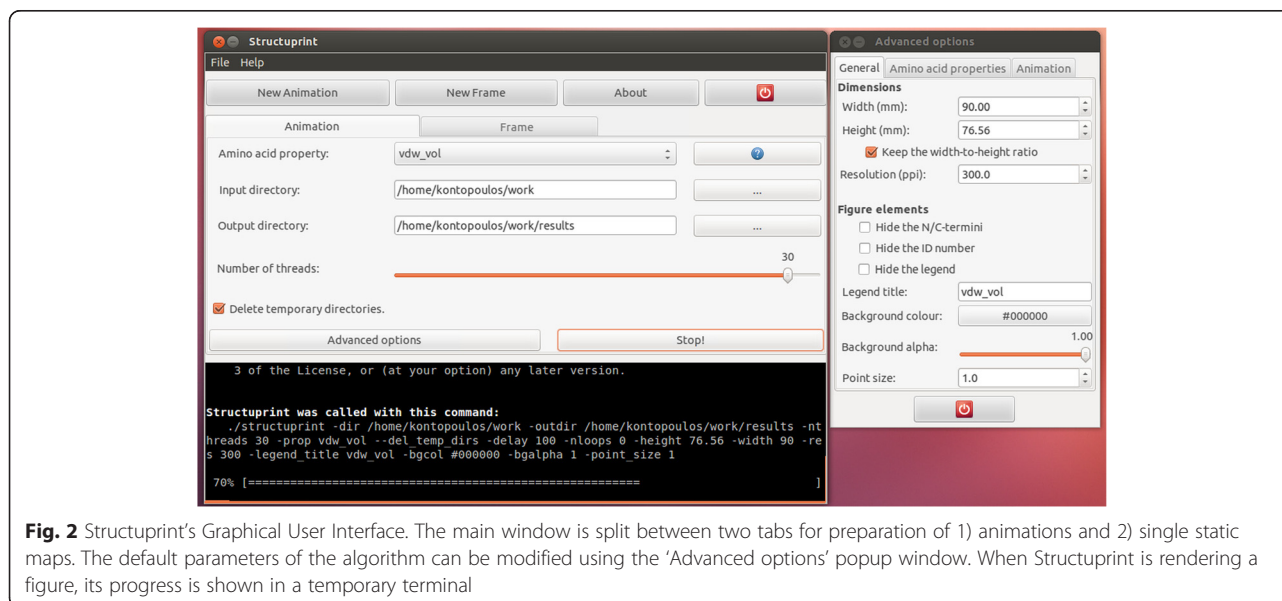 Structuprint
File Help
New Animation New Frame About
Animation Frame
Amino acid property: vdw_vol
Input directory: /home/kontopoulos/work ...
Output directory: /home/kontopoulos/work/results ...
30
Number of threads:
Delete temporary directories.
Advanced options Stop!
3 of the License, or (at your option) any later version.
Structuprint was called with this command:
./structuprint -dir /home/kontopoulos/work -outdir /home/kontopoulos/work/results -nt
hreads 30 -prop vdw_vol --del_temp_dirs -delay 100 -nloops 0 -height 76.56 -width 90 -re
s 300 -legend_title vdw_vol -bgcol #000000 -bgalpha 1 -point_size 1
70% [========================================================= ]
Advanced options
General Amino acid properties Animation
Dimensions
Width (mm): 90.00
Height (mm): 76.56
Keep the width-to-height ratio
Resolution (ppi): 300.0
Figure elements
Hide the N/C-termini
Hide the ID number
Hide the legend
Legend title: vdw_vol
Background colour: #000000
1.00
Background alpha:
Point size: 1.0
Fig. 2 Structuprint's Graphical User Interface. The main window is split between two tabs for preparation of 1) animations and 2) single static
maps. The default parameters of the algorithm can be modified using the 'Advanced options' popup window. When Structuprint is rendering a
figure, its progress is shown in a temporary terminal